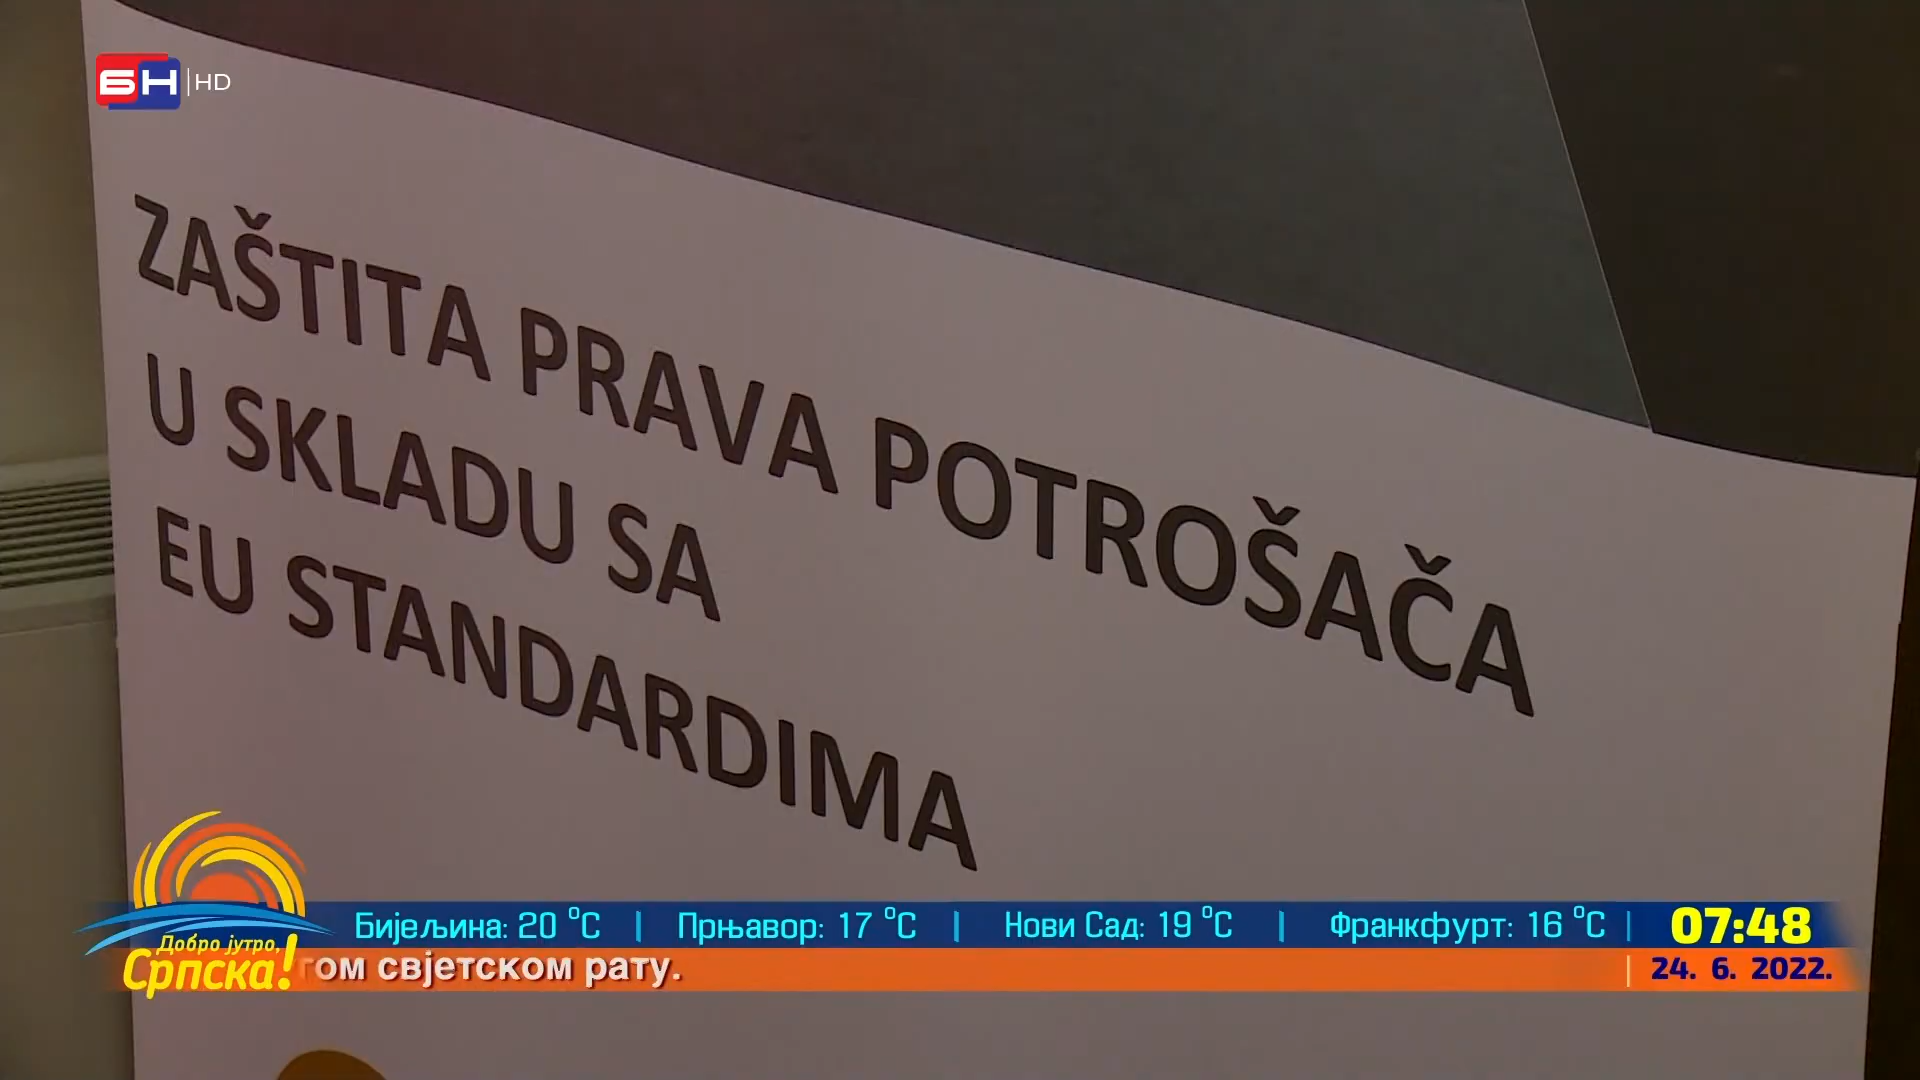 БН HD
ZAŠTITA PRAVA POTROŠAČA
U SKLADU SA
EU STANDARDIMA
Бијељина: 20 °C | Прњавор: 17 °C | Нови Сад: 19 °C | Франкфурт: 16 °C | 07:48
Добро јутро,
Српска!
том свјетском рату. | 24. 6. 2022.